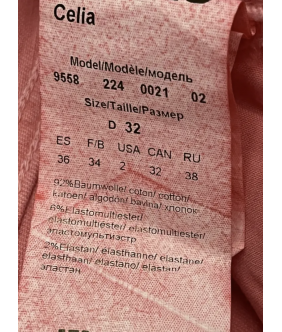 Celia
Model/Modèle/модель
9558 224 0021 02
Size/Taille/Размер
D 32
ES F/B USA CAN RU
36 34 2 32 38
92%Baumwolle/ coton/ cotton/
katoen/ algodón/ bavlna/ хлопок/
6%Elastomultiester/
elastomultiester/ elastomultiester/
эластомультиэстр
2%Elastan/ elasthanne/ elastane/
elasthaan/ elastano/ elastan/
эластан